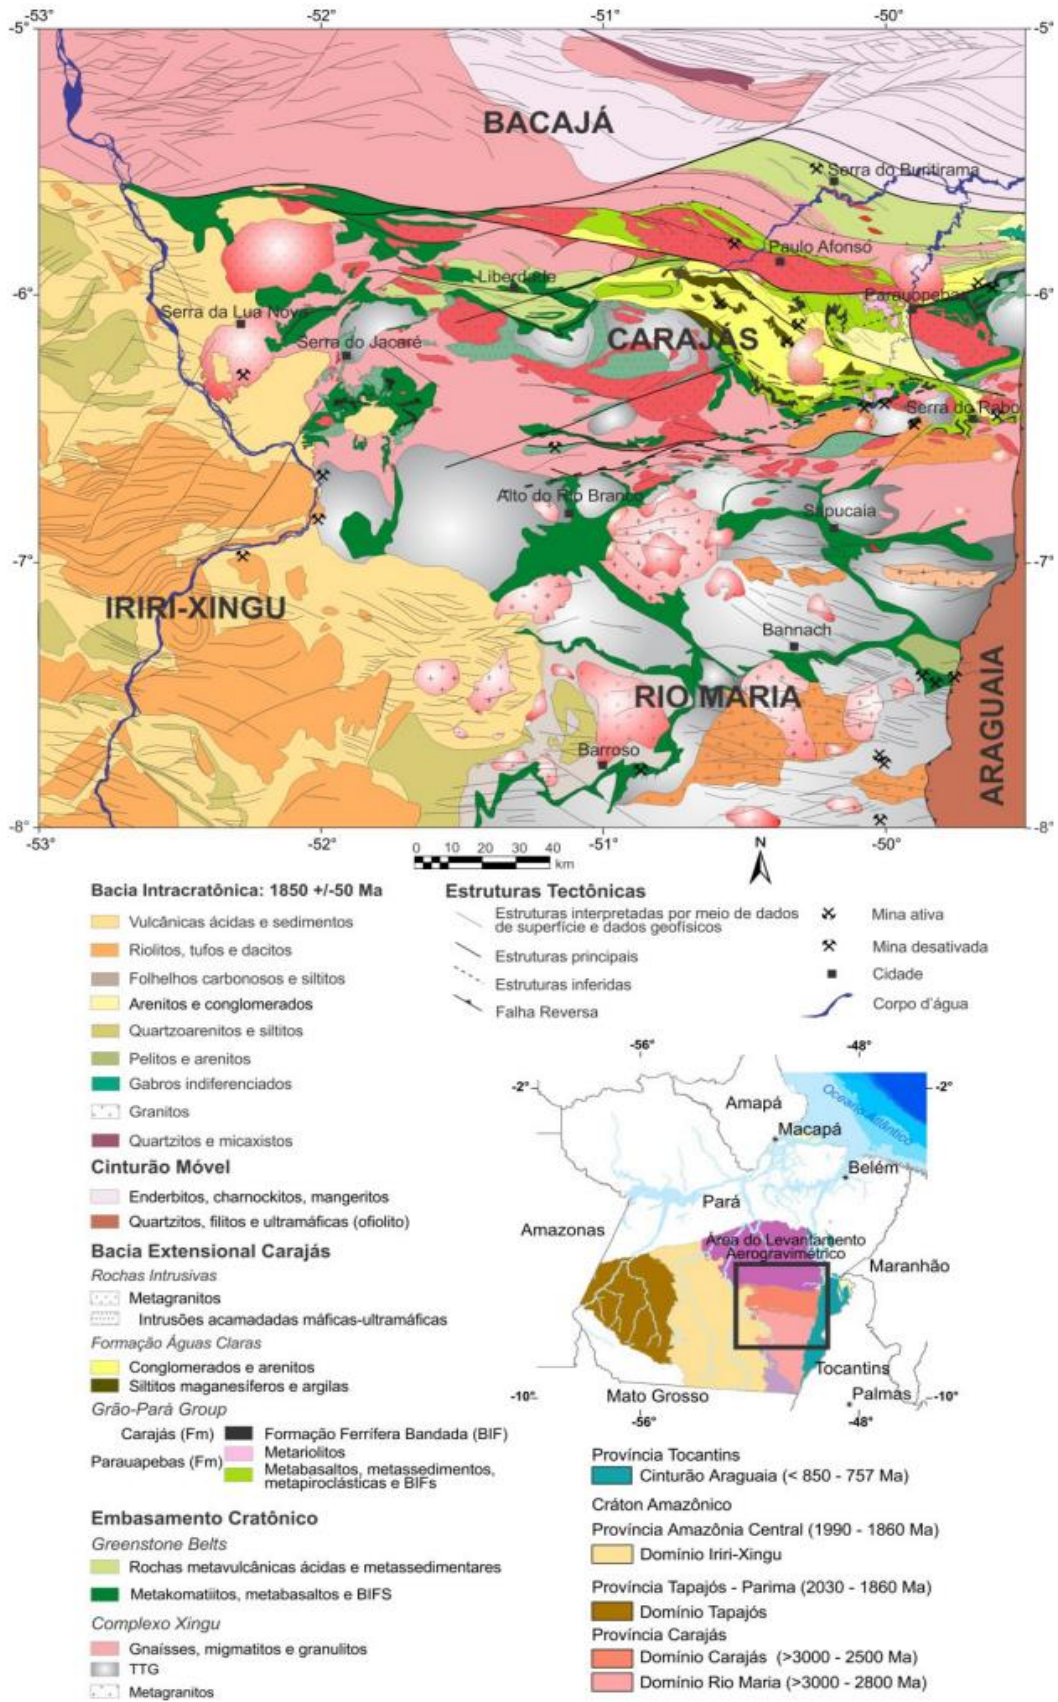 -53°
-52°
-51°
-50°
-5°
-5°
BACAJÁ
Serra do Buritirama
Paulo Afonso
-6°
Liberdade
Parauopebas
-6°
Serra da Lua Nova
Serra do Jacaré
CARAJÁS
Serra do Rabo
Alto do Rio Branco
Sapucaia
-7°
-7°
IRIRI-XINGU
Bannach
RIO MARIA
ARAGUAIA
Barroso
-8°
-8°
-53°
-52°
-51°
-50°
0 10 20 30 40
km
N
Bacia Intracratônica: 1850 +/-50 Ma
Vulcânicas ácidas e sedimentos
Riolitos, tufos e dacitos
Folhelhos carbonosos e siltitos
Arenitos e conglomerados
Quartzoarenitos e siltitos
Pelitos e arenitos
Gabros indiferenciados
Granitos
Quartzitos e micaxistos
Cinturão Móvel
Enderbitos, charnockitos, mangeritos
Quartzitos, filitos e ultramáficas (ofiolito)
Bacia Extensional Carajás
Rochas Intrusivas
Metagranitos
Intrusões acamadadas máficas-ultramáficas
Formação Águas Claras
Conglomerados e arenitos
Siltitos maganesíferos e argilas
Grão-Pará Group
Carajás (Fm)
Formação Ferrífera Bandada (BIF)
Parauapebas (Fm)
Metariolitos
Metabasaltos, metassedimentos,
metapiroclásticas e BIFs
Embasamento Cratônico
Greenstone Belts
Rochas metavulcânicas ácidas e metassedimentares
Metakomatiitos, metabasaltos e BIFS
Complexo Xingu
Gnaísses, migmatitos e granulitos
TTG
Metagranitos
Estruturas Tectônicas
Estruturas interpretadas por meio de dados
de superfície e dados geofísicos
Estruturas principais
Estruturas inferidas
Falha Reversa
Mina ativa
Mina desativada
Cidade
Corpo d'água
-56°
-48°
-2°
-2°
Amapá
Oceano Atlântico
Macapá
Belém
Pará
Amazonas
Área do Levantamento
Aerogravimétrico
Maranhão
Tocantins
-10°
Mato Grosso
Palmas
-10°
-56°
-48°
Província Tocantins
Cinturão Araguaia (< 850 - 757 Ma)
Cráton Amazônico
Província Amazônia Central (1990 - 1860 Ma)
Domínio Iriri-Xingu
Província Tapajós - Parima (2030 - 1860 Ma)
Domínio Tapajós
Província Carajás
Domínio Carajás (>3000 - 2500 Ma)
Domínio Rio Maria (>3000 - 2800 Ma)